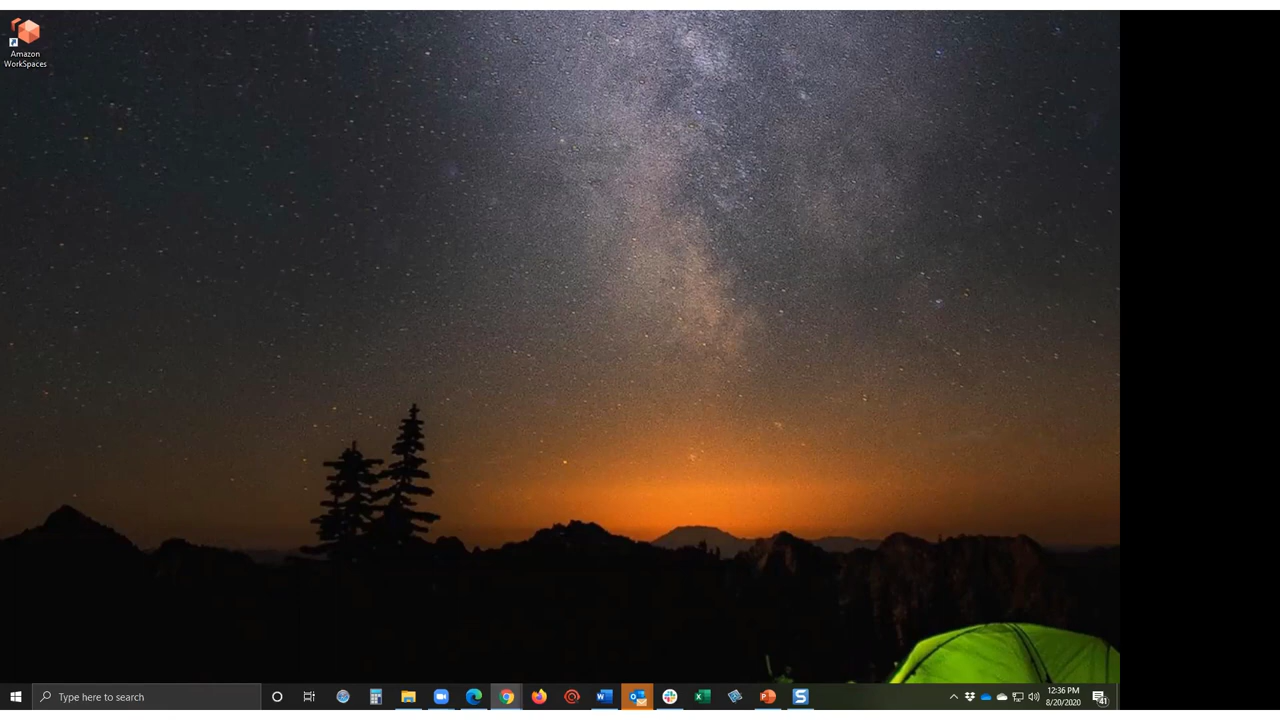 Amazon
WorkSpaces
Type here to search
12:36 PM
8/20/2020
41